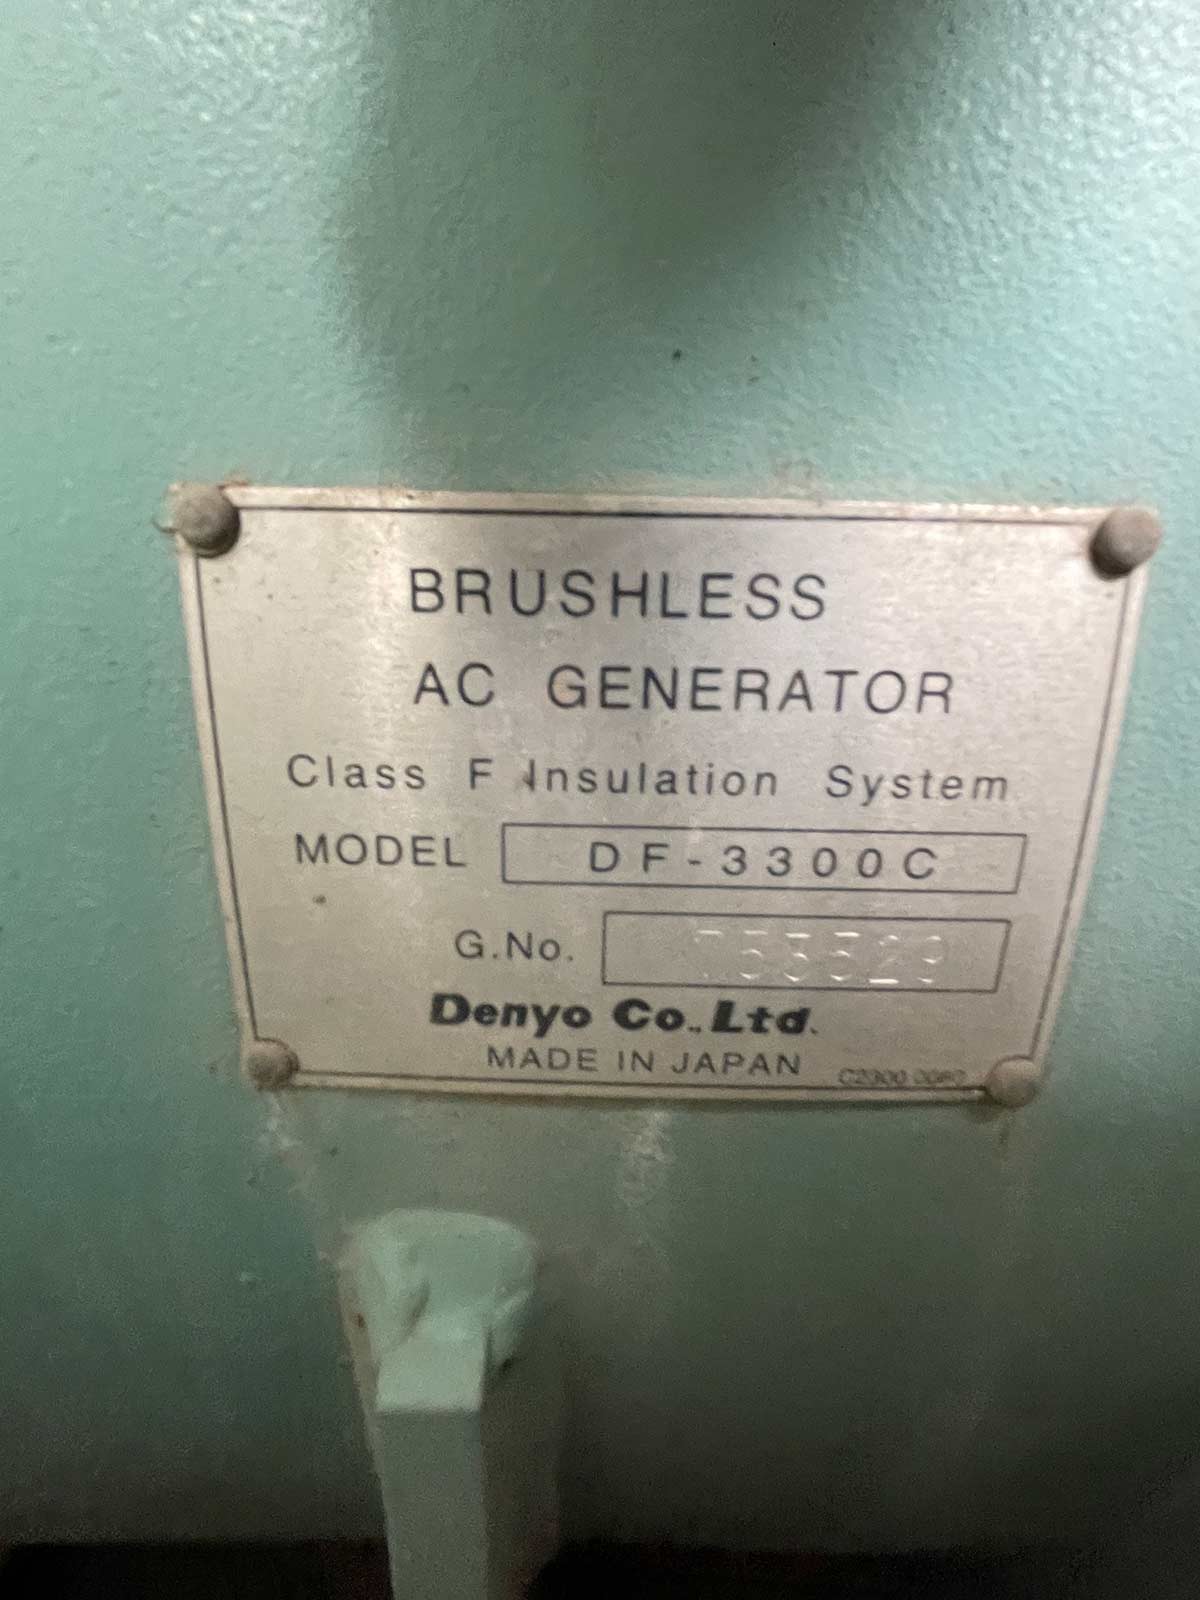 BRUSHLESS
AC GENERATOR
Class F Insulation System
MODEL DF-3300C
G.No.
Denyo Co.,Ltd.
MADE IN JAPAN